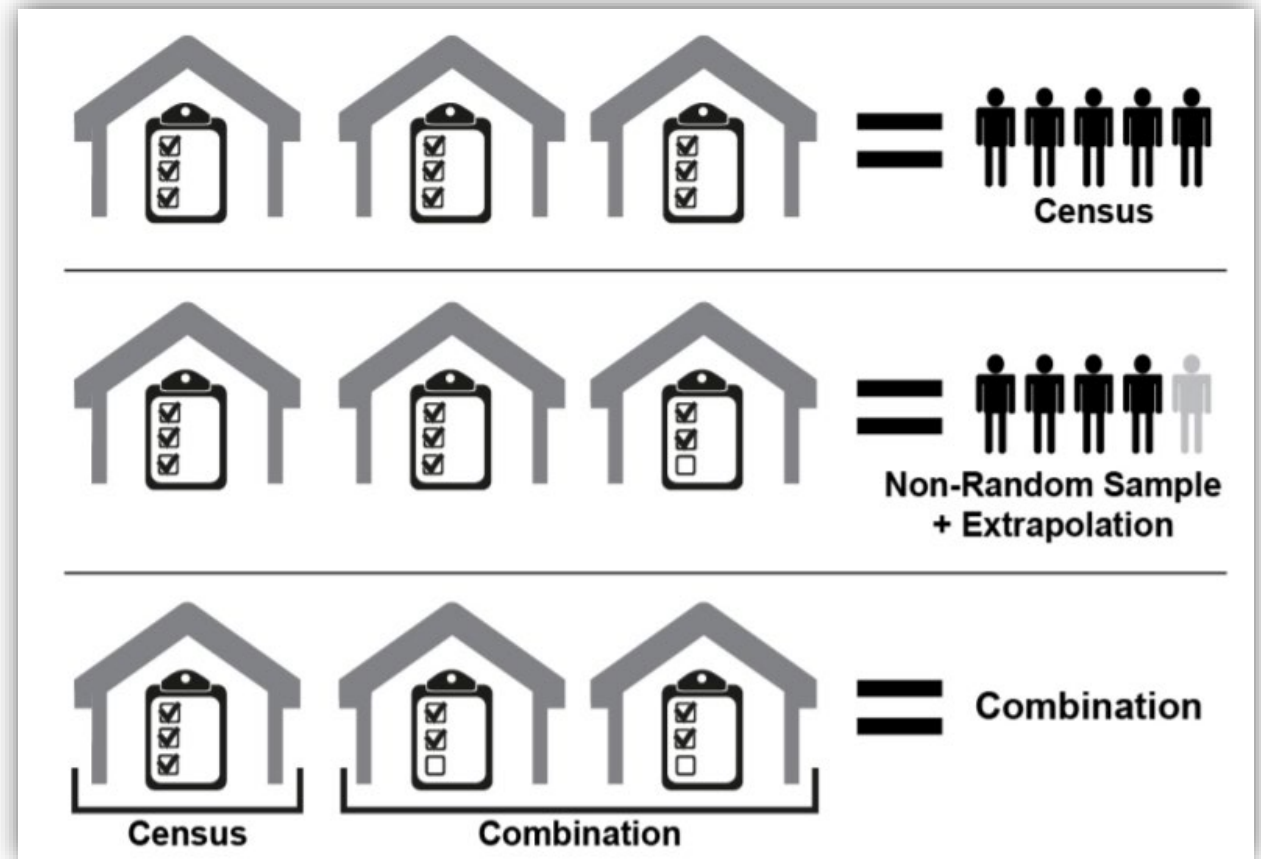 Census
Non-Random Sample
+ Extrapolation
Combination
Census
Combination